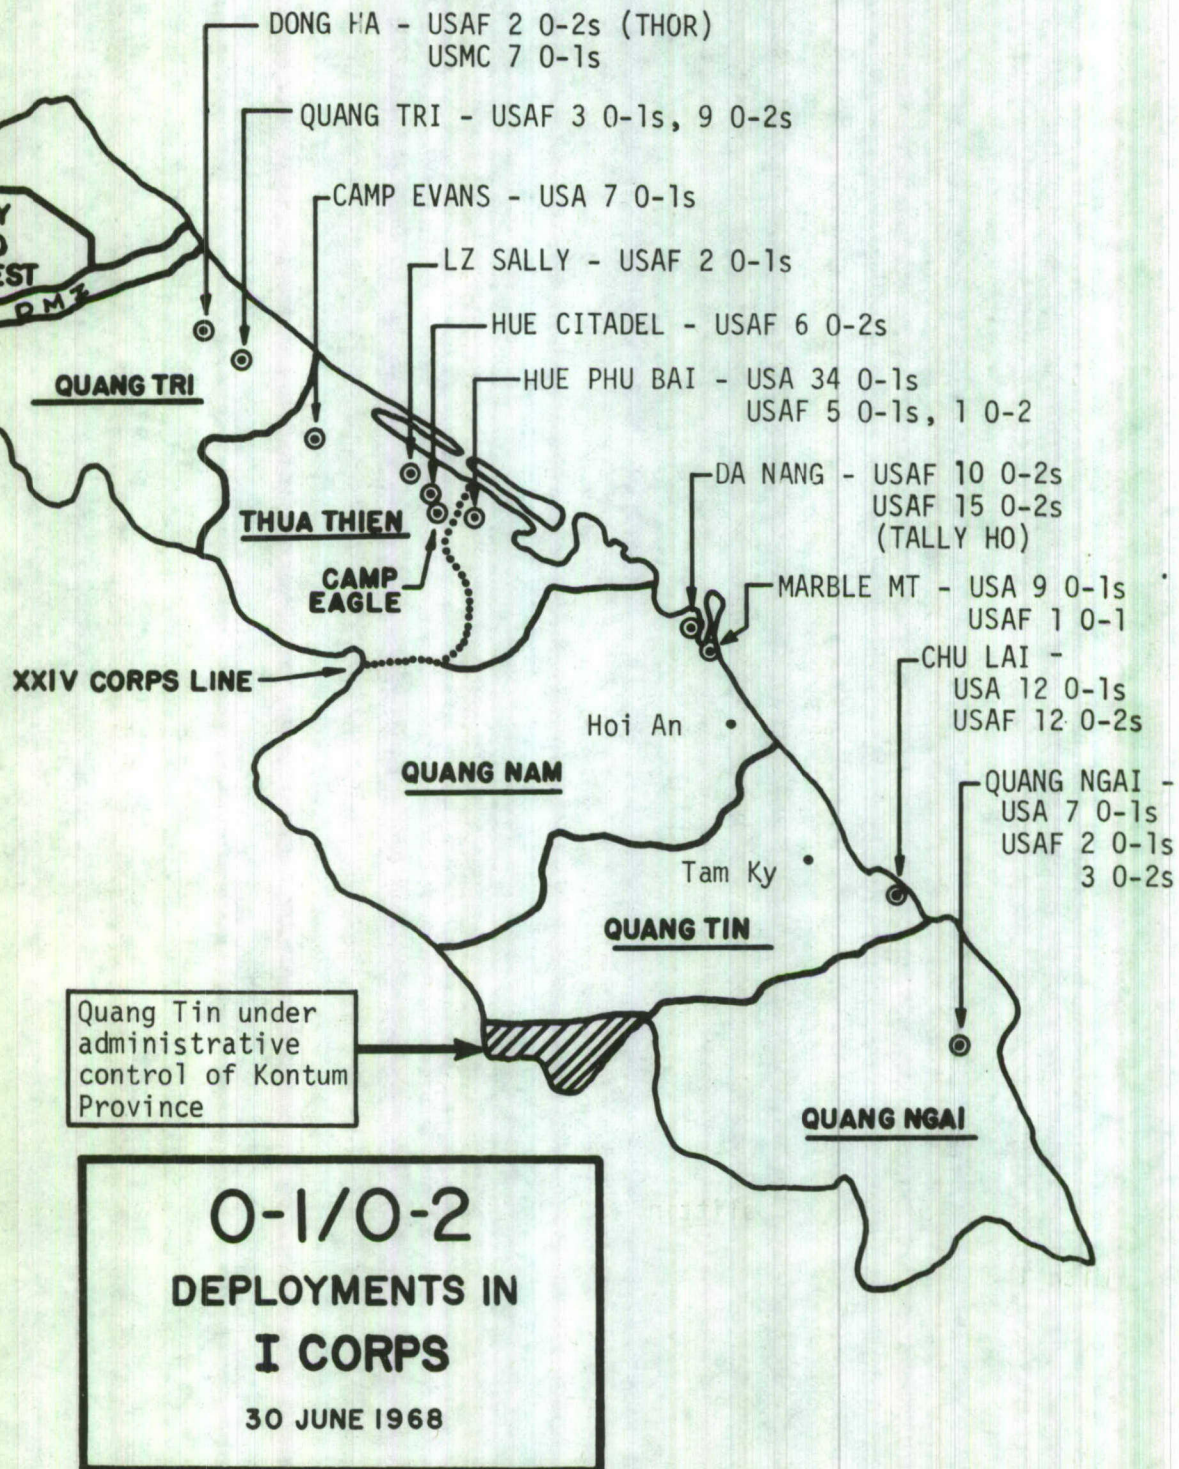 DONG HA - USAF 2 O-2s (THOR)
USMC 7 O-1s
QUANG TRI - USAF 3 O-1s, 9 O-2s
CAMP EVANS - USA 7 O-1s
LZ SALLY - USAF 2 O-1s
HUE CITADEL - USAF 6 O-2s
HUE PHU BAI - USA 34 O-1s
USAF 5 O-1s, 1 O-2
DA NANG - USAF 10 O-2s
USAF 15 O-2s
(TALLY HO)
MARBLE MT - USA 9 O-1s
USAF 1 O-1
CHU LAI -
USA 12 O-1s
USAF 12 O-2s
QUANG NGAI -
USA 7 O-1s
USAF 2 O-1s
3 O-2s
DMZ
QUANG TRI
THUA THIEN
CAMP
EAGLE
XXIV CORPS LINE
Hoi An
QUANG NAM
Tam Ky
QUANG TIN
Quang Tin under
administrative
control of Kontum
Province
QUANG NGAI
O-1/O-2
DEPLOYMENTS IN
I CORPS
30 JUNE 1968